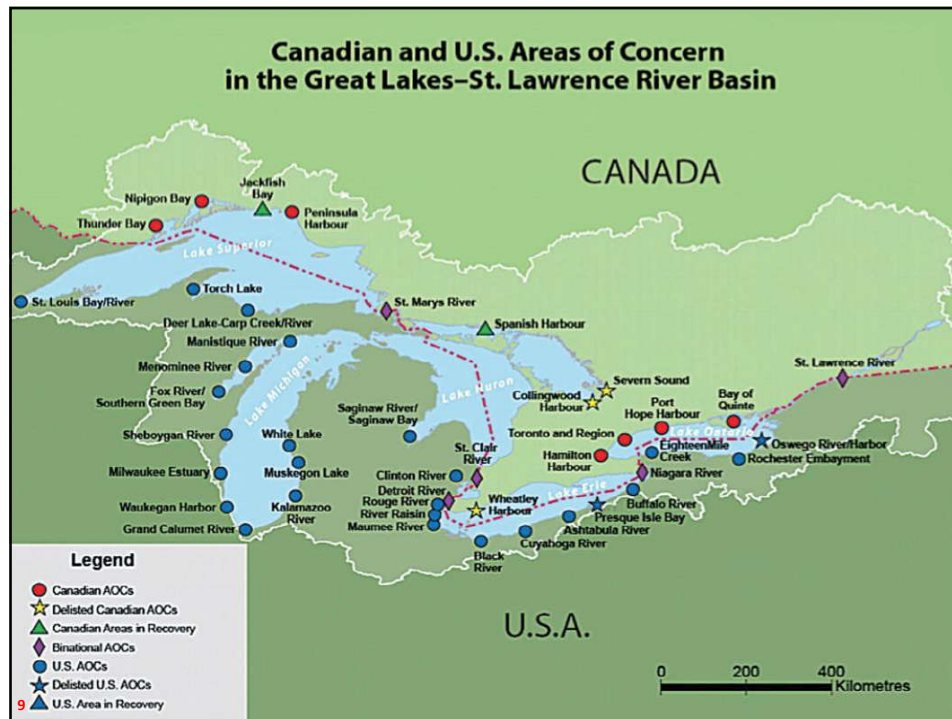 Canadian and U.S. Areas of Concern
in the Great Lakes–St. Lawrence River Basin
CANADA
Jackfish
Bay
Nipigon Bay
Peninsula
Harbour
Thunder Bay
Lake Superior
St. Louis Bay/River
Torch Lake
St. Marys River
Deer Lake-Carp Creek/River
Spanish Harbour
Manistique River
Menominee River
St. Lawrence River
Fox River/
Southern Green Bay
Lake Michigan
Lake Huron
Severn Sound
Collingwood
Harbour
Port
Hope Harbour
Bay of
Quinte
Saginaw River/
Saginaw Bay
Sheboygan River
White Lake
Toronto and Region
Lake Ontario
Oswego River/Harbor
EighteenMile
Creek
Rochester Embayment
Hamilton
Harbour
St. Clair
River
Niagara River
Milwaukee Estuary
Muskegon Lake
Clinton River
Detroit River
Rouge River
River Raisin
Maumee River
Wheatley
Harbour
Lake Erie
Buffalo River
Presque Isle Bay
Ashtabula River
Cuyahoga River
Black
River
Waukegan Harbor
Kalamazoo
River
Grand Calumet River
U.S.A.
Legend
Canadian AOCs
Delisted Canadian AOCs
Canadian Areas in Recovery
Binational AOCs
U.S. AOCs
Delisted U.S. AOCs
U.S. Area in Recovery
9
0 200 400
Kilometres